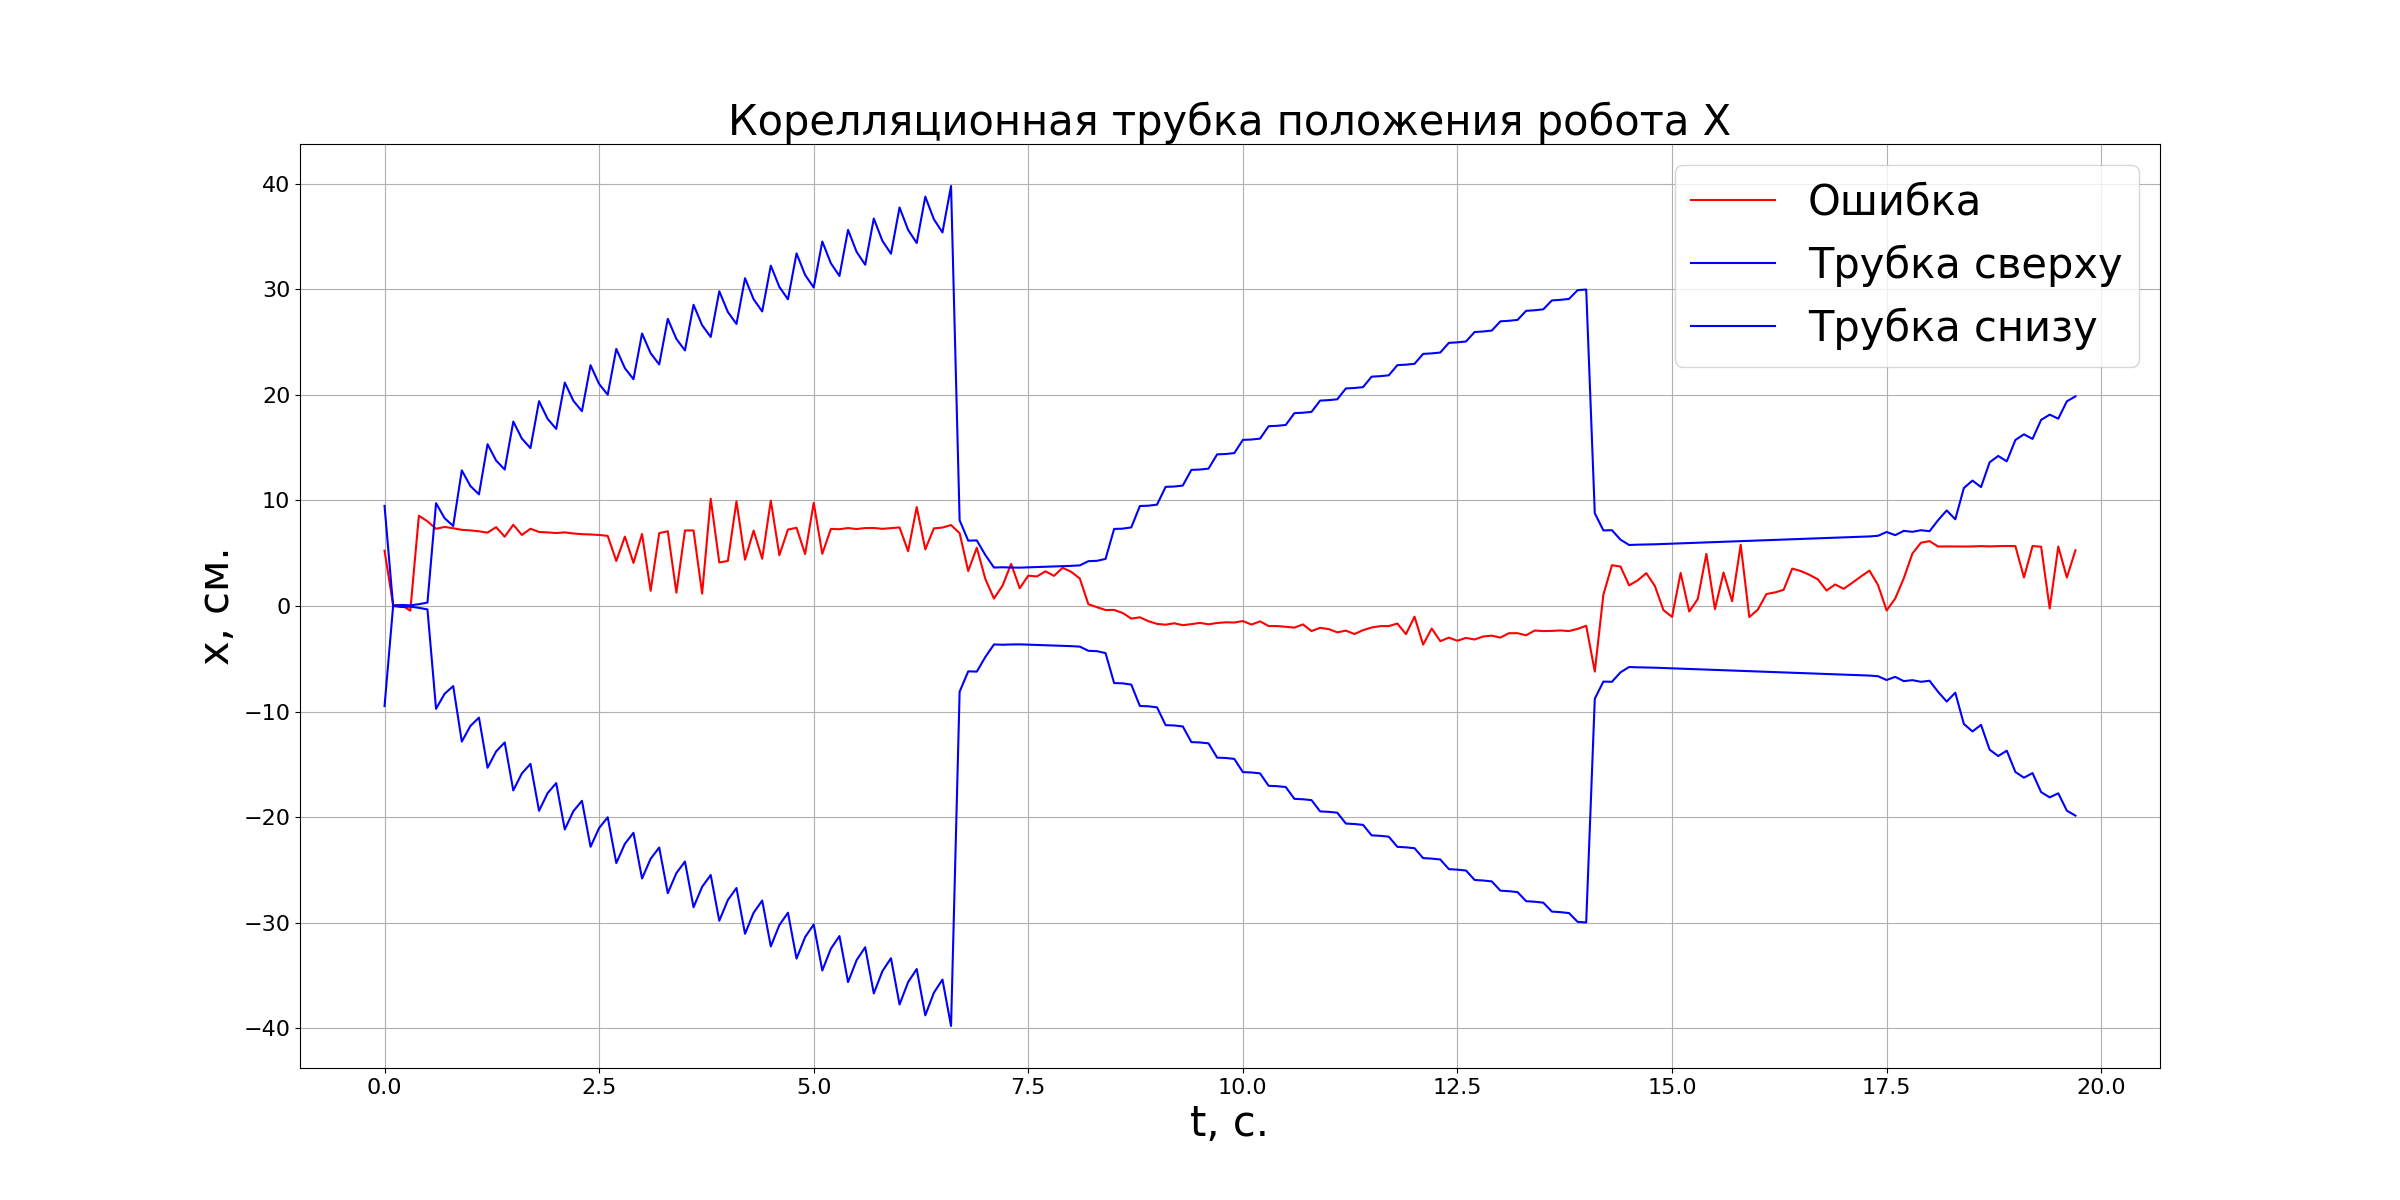 Корелляционная трубка положения робота X
Ошибка
Трубка сверху
Трубка снизу
x, см.
40
30
20
10
0
−10
−20
−30
−40
0.0 2.5 5.0 7.5 10.0 12.5 15.0 17.5 20.0
t, с.